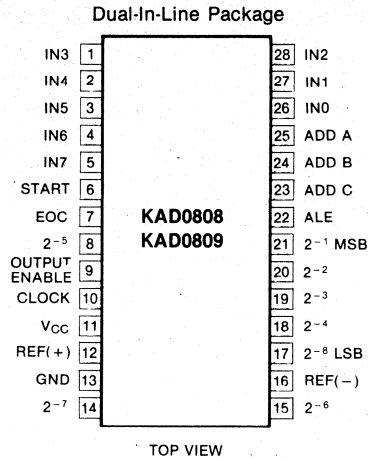 Dual-In-Line Package
IN3 1
IN4 2
IN5 3
IN6 4
IN7 5
START 6
EOC 7
2⁻⁵ 8
OUTPUT
ENABLE 9
CLOCK 10
VCC 11
REF(+) 12
GND 13
2⁻⁷ 14
KAD0808
KAD0809
28 IN2
27 IN1
26 IN0
25 ADD A
24 ADD B
23 ADD C
22 ALE
21 2⁻¹ MSB
20 2⁻²
19 2⁻³
18 2⁻⁴
17 2⁻⁸ LSB
16 REF(−)
15 2⁻⁶
TOP VIEW